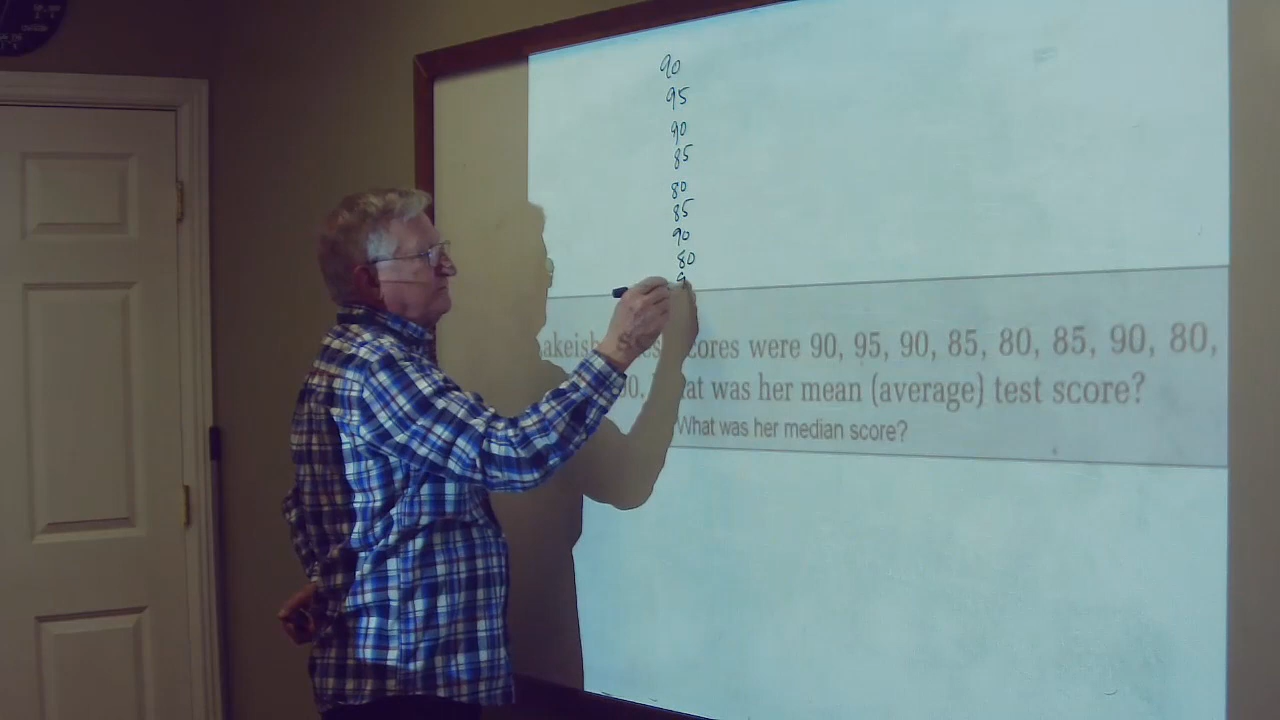 90
95
90
85
80
85
90
80
cores were 90, 95, 90, 85, 80, 85, 90, 80,
was her mean (average) test score?
What was her median score?